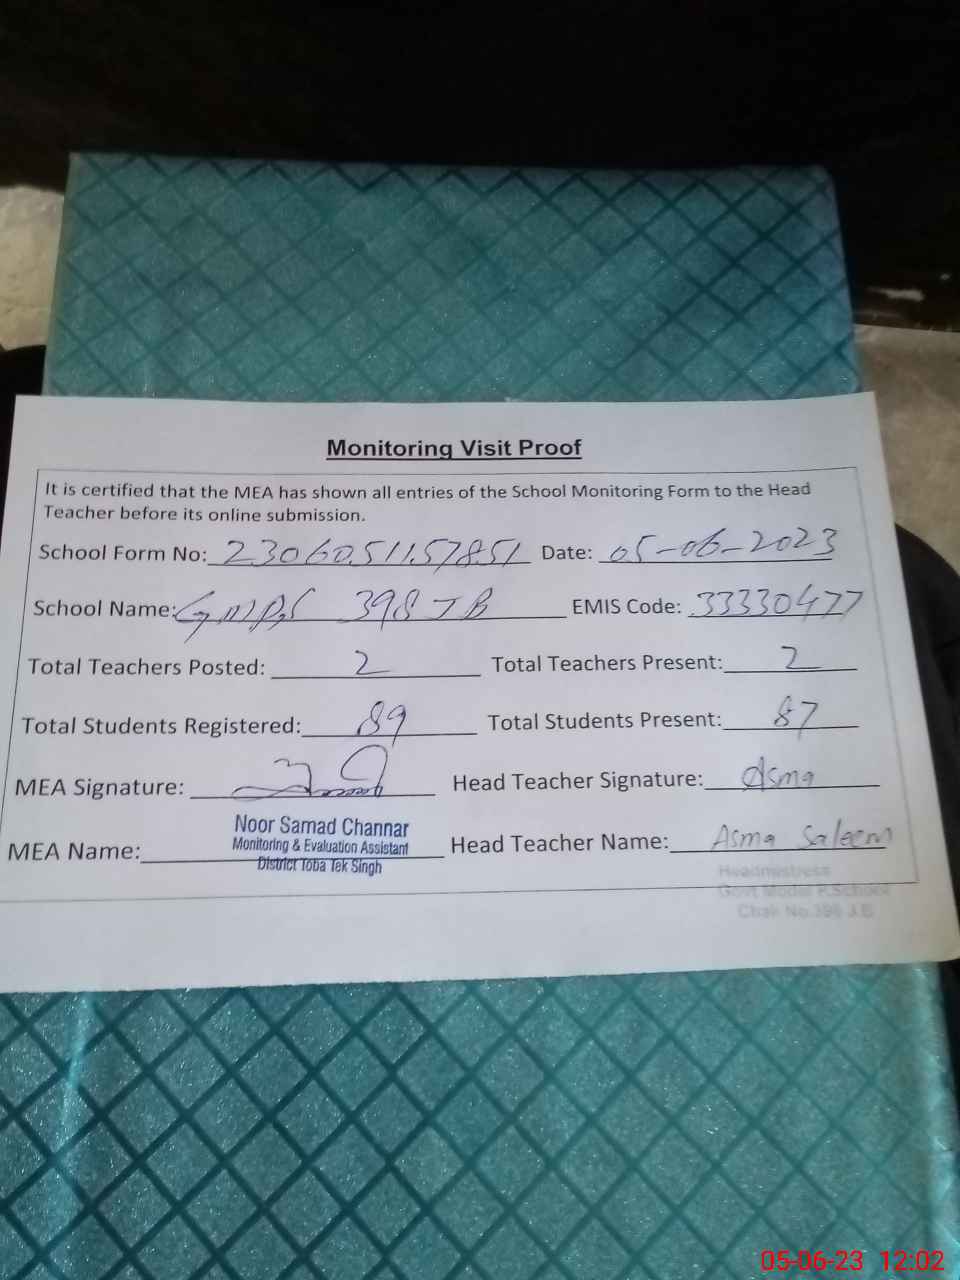 Monitoring Visit Proof
It is certified that the MEA has shown all entries of the School Monitoring Form to the Head
Teacher before its online submission.
School Form No: 2306051157851 Date: 05-06-2023
School Name: GMPS 398 JB EMIS Code: 33330477
Total Teachers Posted: 2 Total Teachers Present: 2
Total Students Registered: 89 Total Students Present: 87
MEA Signature: Head Teacher Signature: Asma
MEA Name: Noor Samad Channar Head Teacher Name: Asma Saleem
Monitoring & Evaluation Assistant
District Toba Tek Singh
Headmistress
Govt Model P.School
Chak No.398 J.B
05-06-23 12:02